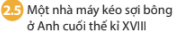 2.5 Một nhà máy kéo sợi bông
ở Anh cuối thế kỉ XVIII